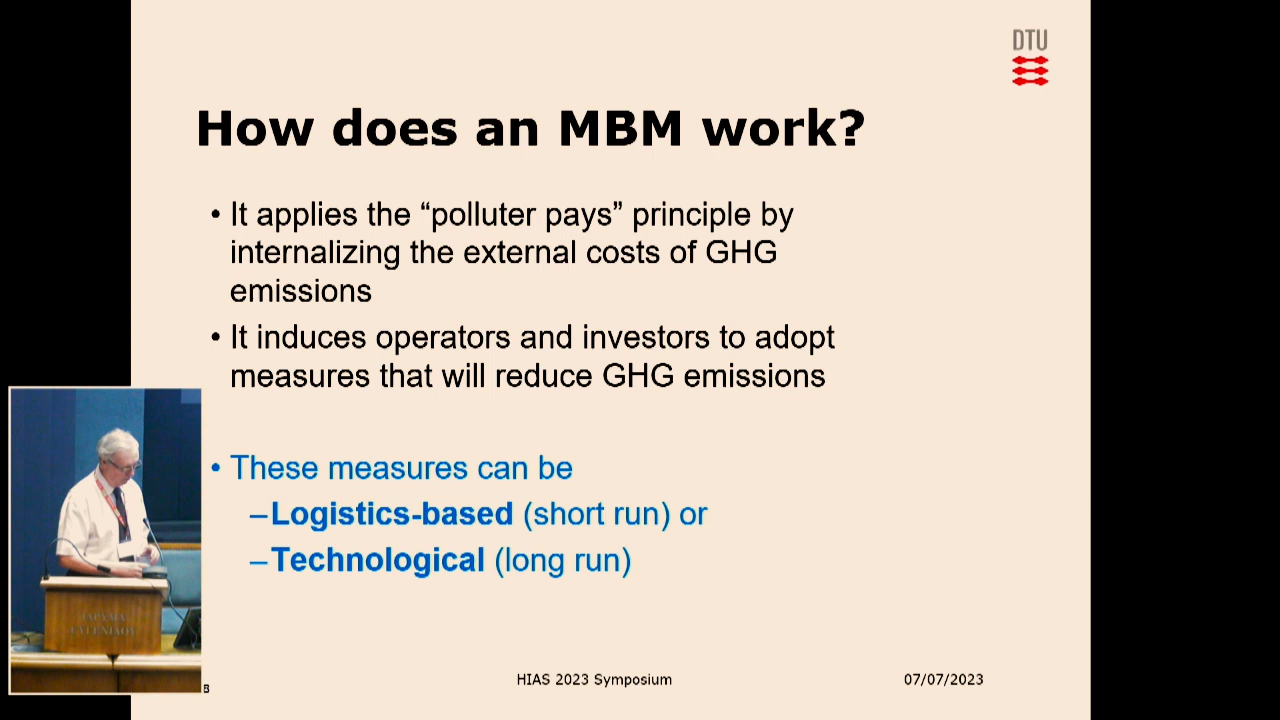 DTU
How does an MBM work?
• It applies the “polluter pays” principle by
internalizing the external costs of GHG
emissions
• It induces operators and investors to adopt
measures that will reduce GHG emissions
• These measures can be
–Logistics-based (short run) or
–Technological (long run)
HIAS 2023 Symposium
07/07/2023